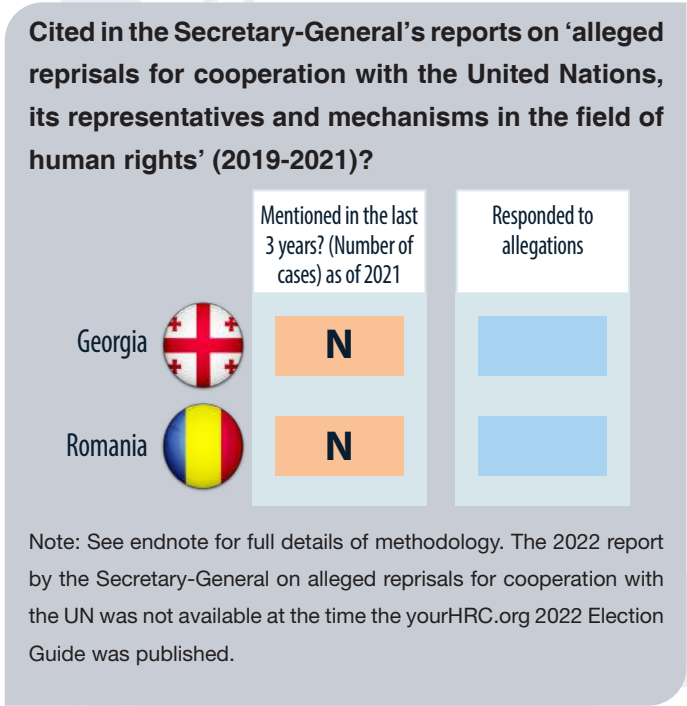 Cited in the Secretary-General’s reports on ‘alleged
reprisals for cooperation with the United Nations,
its representatives and mechanisms in the field of
human rights’ (2019-2021)?
Mentioned in the last
3 years? (Number of
cases) as of 2021
Responded to
allegations
Georgia
N
Romania
N
Note: See endnote for full details of methodology. The 2022 report
by the Secretary-General on alleged reprisals for cooperation with
the UN was not available at the time the yourHRC.org 2022 Election
Guide was published.